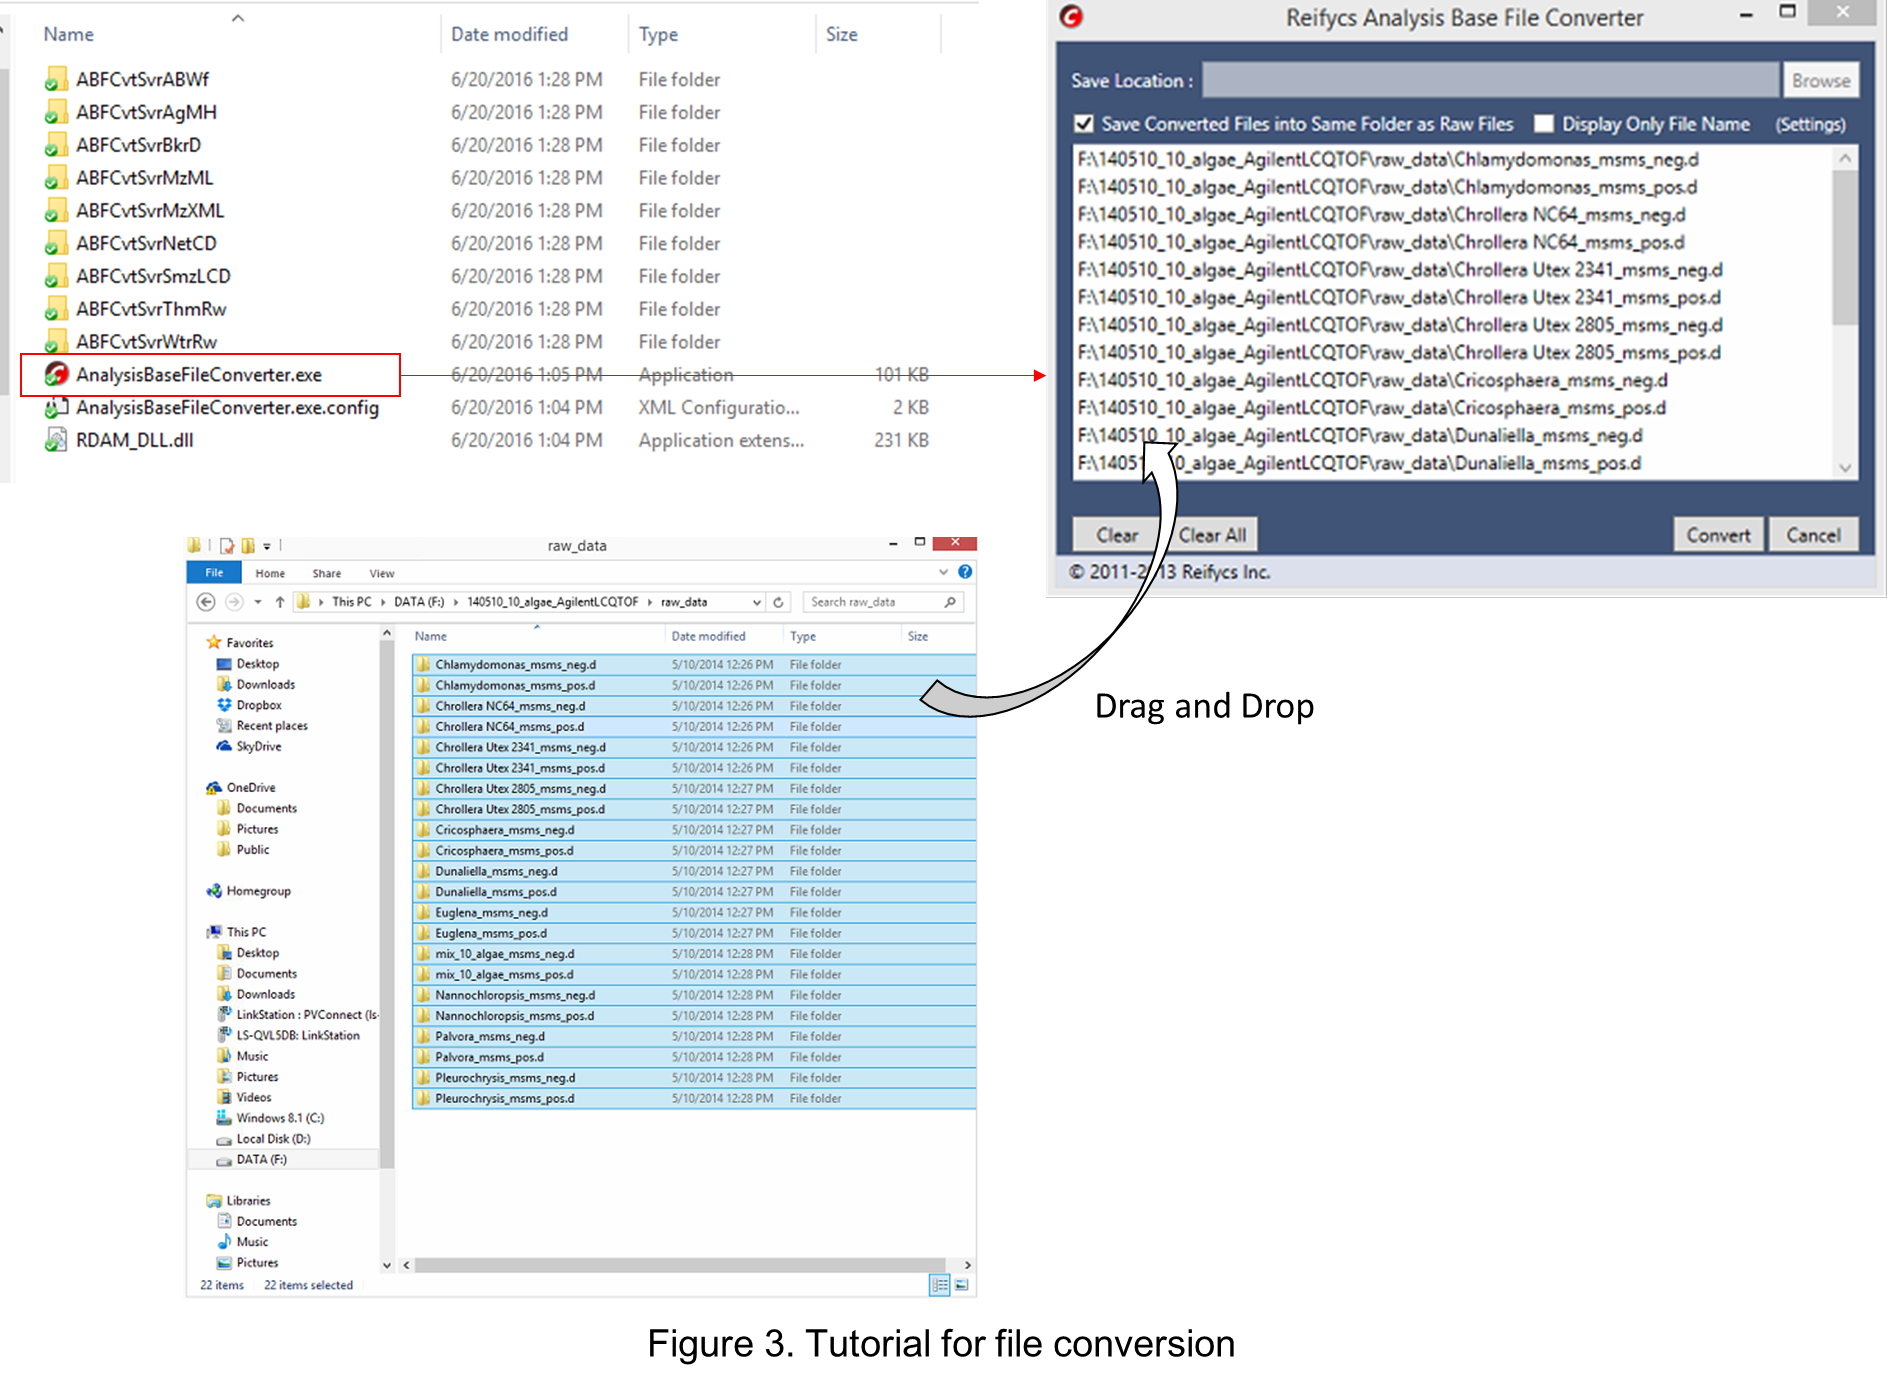 Name Date modified Type Size
ABFCvtSvrABWf 6/20/2016 1:28 PM File folder
ABFCvtSvrAgMH 6/20/2016 1:28 PM File folder
ABFCvtSvrBkrD 6/20/2016 1:28 PM File folder
ABFCvtSvrMzML 6/20/2016 1:28 PM File folder
ABFCvtSvrMzXML 6/20/2016 1:28 PM File folder
ABFCvtSvrNetCD 6/20/2016 1:28 PM File folder
ABFCvtSvrSmzLCD 6/20/2016 1:28 PM File folder
ABFCvtSvrThmRw 6/20/2016 1:28 PM File folder
ABFCvtSvrWtrRw 6/20/2016 1:28 PM File folder
AnalysisBaseFileConverter.exe 6/20/2016 1:05 PM Application 101 KB
AnalysisBaseFileConverter.exe.config 6/20/2016 1:04 PM XML Configuratio... 2 KB
RDAM_DLL.dll 6/20/2016 1:04 PM Application extens... 231 KB
Reifycs Analysis Base File Converter
Save Location : Browse
Save Converted Files into Same Folder as Raw Files Display Only File Name (Settings)
F:\140510_10_algae_AgilentLCQTOF\raw_data\Chlamydomonas_msms_neg.d
F:\140510_10_algae_AgilentLCQTOF\raw_data\Chlamydomonas_msms_pos.d
F:\140510_10_algae_AgilentLCQTOF\raw_data\Chrollera NC64_msms_neg.d
F:\140510_10_algae_AgilentLCQTOF\raw_data\Chrollera NC64_msms_pos.d
F:\140510_10_algae_AgilentLCQTOF\raw_data\Chrollera Utex 2341_msms_neg.d
F:\140510_10_algae_AgilentLCQTOF\raw_data\Chrollera Utex 2341_msms_pos.d
F:\140510_10_algae_AgilentLCQTOF\raw_data\Chrollera Utex 2805_msms_neg.d
F:\140510_10_algae_AgilentLCQTOF\raw_data\Chrollera Utex 2805_msms_pos.d
F:\140510_10_algae_AgilentLCQTOF\raw_data\Cricosphaera_msms_neg.d
F:\140510_10_algae_AgilentLCQTOF\raw_data\Cricosphaera_msms_pos.d
F:\140510_10_algae_AgilentLCQTOF\raw_data\Dunaliella_msms_neg.d
F:\140510_10_algae_AgilentLCQTOF\raw_data\Dunaliella_msms_pos.d
Clear Clear All Convert Cancel
© 2011-2013 Reifycs Inc.
raw_data
File Home Share View
This PC DATA (F:) 140510_10_algae_AgilentLCQTOF raw_data Search raw_data
Favorites
Desktop
Downloads
Dropbox
Recent places
SkyDrive
OneDrive
Documents
Pictures
Public
Homegroup
This PC
Desktop
Documents
Downloads
LinkStation : PVConnect (ls-
LS-QVL5DB: LinkStation
Music
Pictures
Videos
Windows 8.1 (C:)
Local Disk (D:)
DATA (F:)
Libraries
Documents
Music
Pictures
Name Date modified Type Size
Chlamydomonas_msms_neg.d 5/10/2014 12:26 PM File folder
Chlamydomonas_msms_pos.d 5/10/2014 12:26 PM File folder
Chrollera NC64_msms_neg.d 5/10/2014 12:26 PM File folder
Chrollera NC64_msms_pos.d 5/10/2014 12:26 PM File folder
Chrollera Utex 2341_msms_neg.d 5/10/2014 12:26 PM File folder
Chrollera Utex 2341_msms_pos.d 5/10/2014 12:26 PM File folder
Chrollera Utex 2805_msms_neg.d 5/10/2014 12:27 PM File folder
Chrollera Utex 2805_msms_pos.d 5/10/2014 12:27 PM File folder
Cricosphaera_msms_neg.d 5/10/2014 12:27 PM File folder
Cricosphaera_msms_pos.d 5/10/2014 12:27 PM File folder
Dunaliella_msms_neg.d 5/10/2014 12:27 PM File folder
Dunaliella_msms_pos.d 5/10/2014 12:27 PM File folder
Euglena_msms_neg.d 5/10/2014 12:27 PM File folder
Euglena_msms_pos.d 5/10/2014 12:27 PM File folder
mix_10_algae_msms_neg.d 5/10/2014 12:28 PM File folder
mix_10_algae_msms_pos.d 5/10/2014 12:28 PM File folder
Nannochloropsis_msms_neg.d 5/10/2014 12:28 PM File folder
Nannochloropsis_msms_pos.d 5/10/2014 12:28 PM File folder
Palvora_msms_neg.d 5/10/2014 12:28 PM File folder
Palvora_msms_pos.d 5/10/2014 12:28 PM File folder
Pleurochrysis_msms_neg.d 5/10/2014 12:28 PM File folder
Pleurochrysis_msms_pos.d 5/10/2014 12:28 PM File folder
22 items 22 items selected
Drag and Drop
Figure 3. Tutorial for file conversion